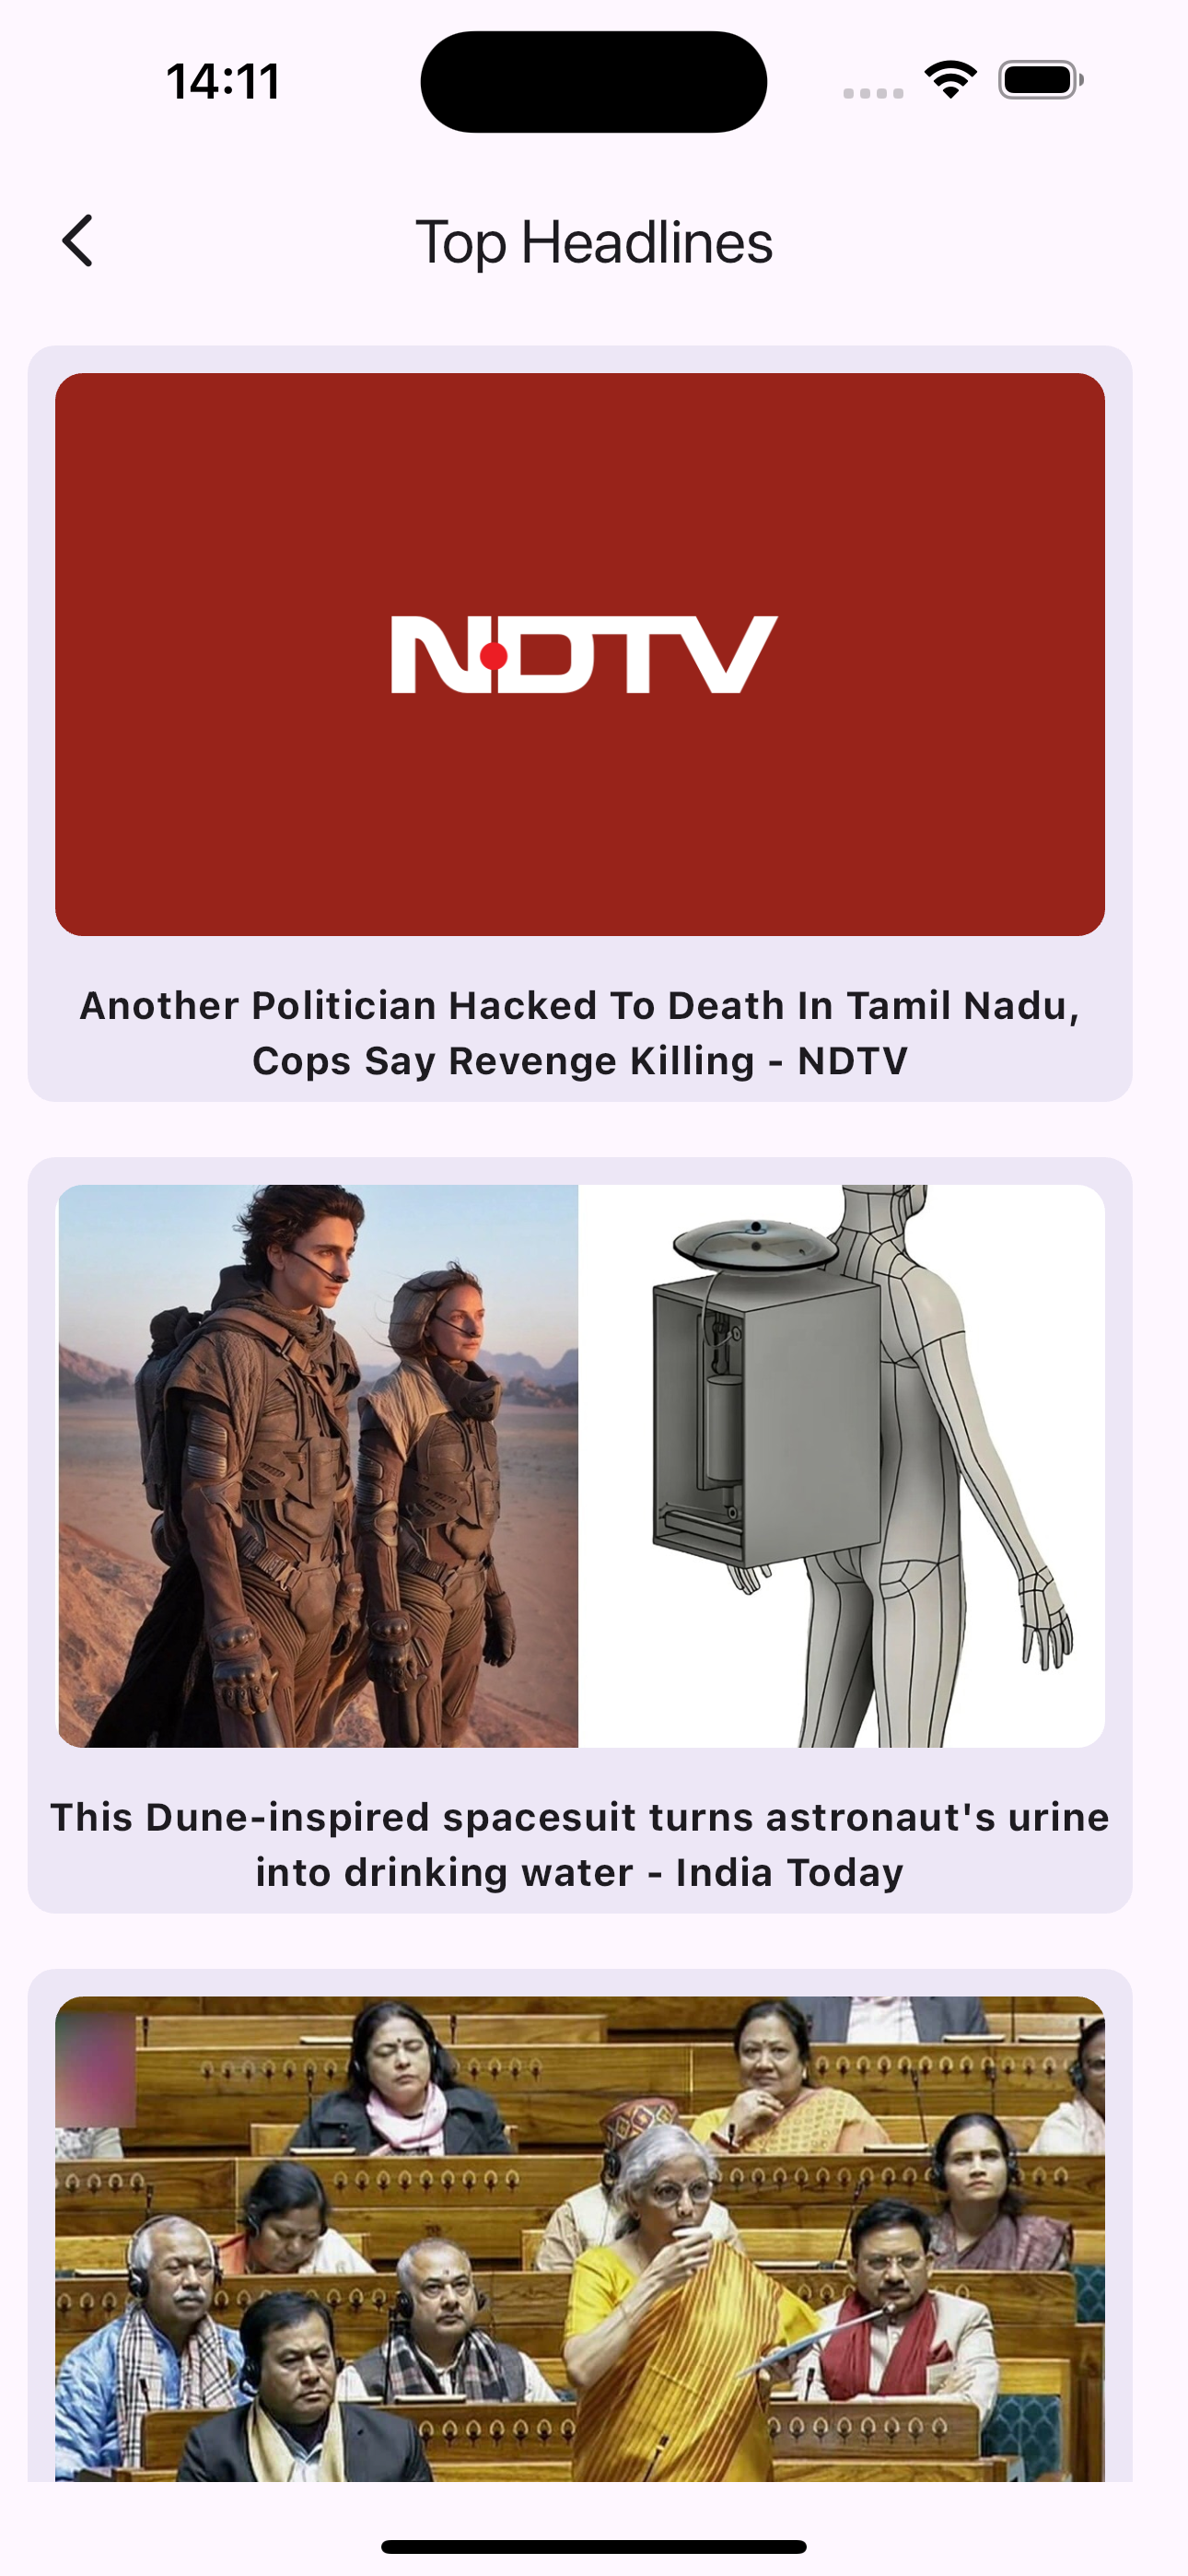 14:11
Top Headlines
NDTV
Another Politician Hacked To Death In Tamil Nadu,
Cops Say Revenge Killing - NDTV
This Dune-inspired spacesuit turns astronaut's urine
into drinking water - India Today